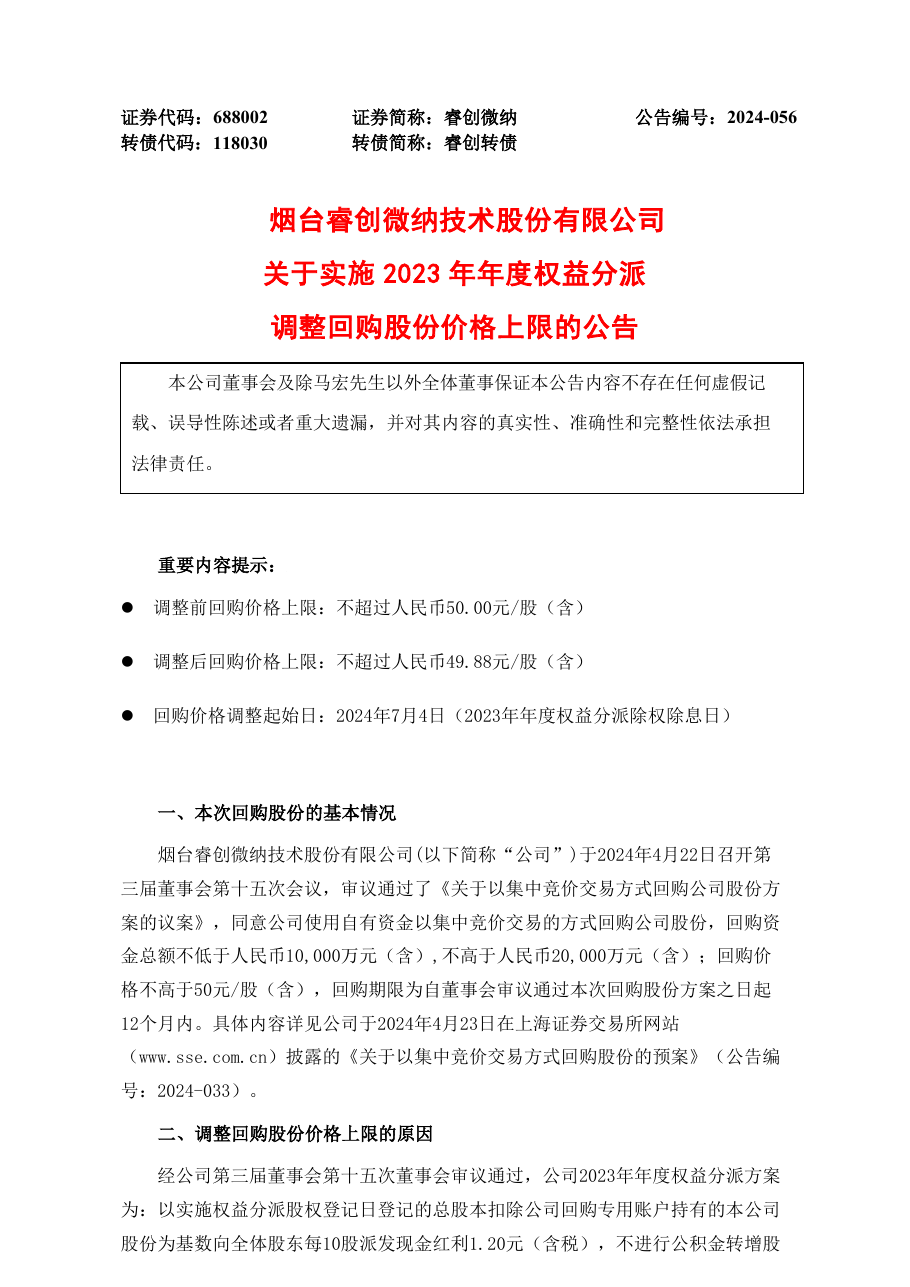 证券代码：688002 证券简称：睿创微纳 公告编号：2024-056
转债代码：118030 转债简称：睿创转债
烟台睿创微纳技术股份有限公司
关于实施 2023 年年度权益分派
调整回购股份价格上限的公告
本公司董事会及除马宏先生以外全体董事保证本公告内容不存在任何虚假记
载、误导性陈述或者重大遗漏，并对其内容的真实性、准确性和完整性依法承担
法律责任。
重要内容提示：
● 调整前回购价格上限：不超过人民币50.00元/股（含）
● 调整后回购价格上限：不超过人民币49.88元/股（含）
● 回购价格调整起始日：2024年7月4日（2023年年度权益分派除权除息日）
一、本次回购股份的基本情况
烟台睿创微纳技术股份有限公司(以下简称“公司”)于2024年4月22日召开第
三届董事会第十五次会议，审议通过了《关于以集中竞价交易方式回购公司股份方
案的议案》，同意公司使用自有资金以集中竞价交易的方式回购公司股份，回购资
金总额不低于人民币10,000万元（含）,不高于人民币20,000万元（含）；回购价
格不高于50元/股（含），回购期限为自董事会审议通过本次回购股份方案之日起
12个月内。具体内容详见公司于2024年4月23日在上海证券交易所网站
（www.sse.com.cn）披露的《关于以集中竞价交易方式回购股份的预案》（公告编
号：2024-033）。
二、调整回购股份价格上限的原因
经公司第三届董事会第十五次董事会审议通过，公司2023年年度权益分派方案
为：以实施权益分派股权登记日登记的总股本扣除公司回购专用账户持有的本公司
股份为基数向全体股东每10股派发现金红利1.20元（含税），不进行公积金转增股